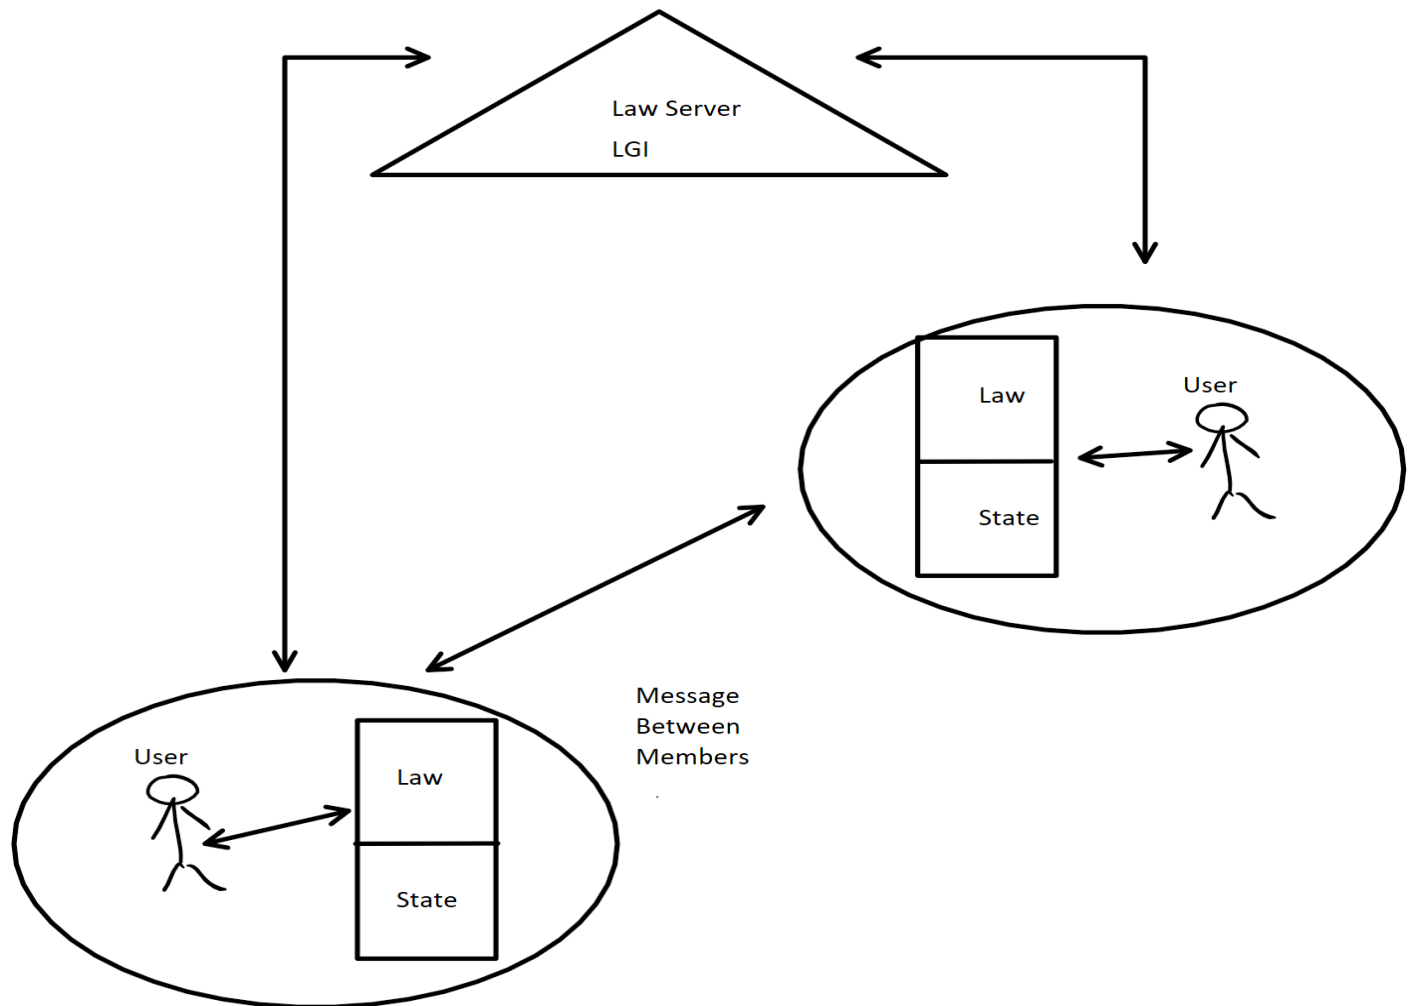 Law Server
LGI
User
Law
State
Message
Between
Members
User
Law
State